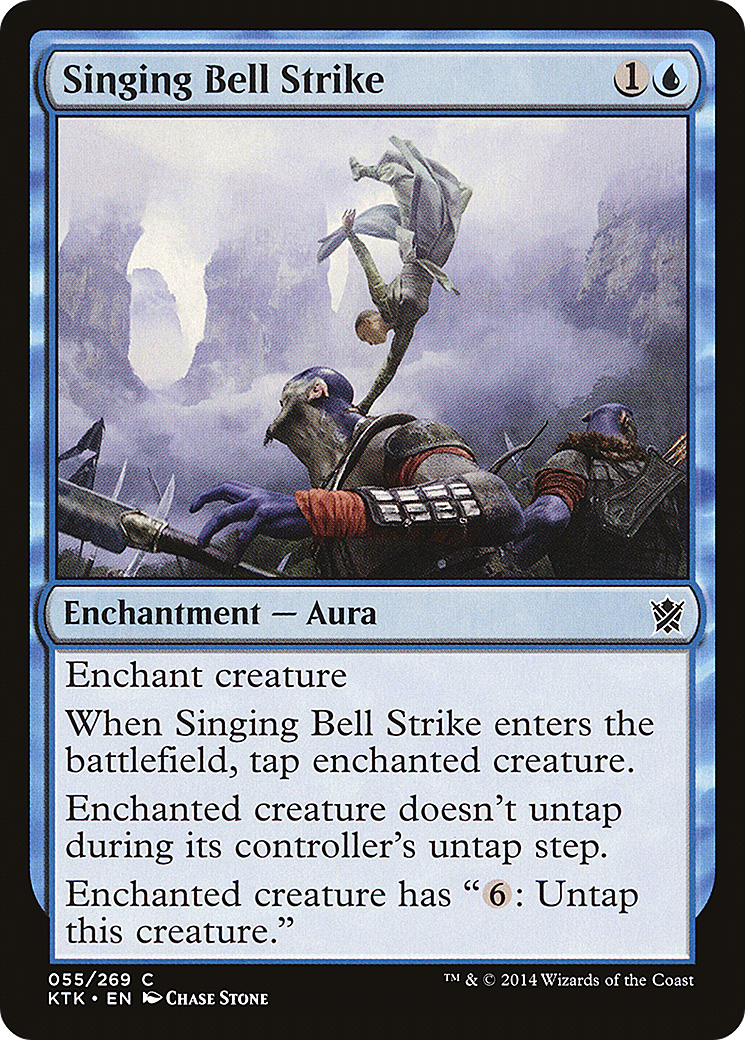 Singing Bell Strike 1
Enchantment — Aura
Enchant creature
When Singing Bell Strike enters the
battlefield, tap enchanted creature.
Enchanted creature doesn't untap
during its controller's untap step.
Enchanted creature has “6: Untap
this creature.”
055/269 C
KTK • EN Chase Stone
™ & © 2014 Wizards of the Coast